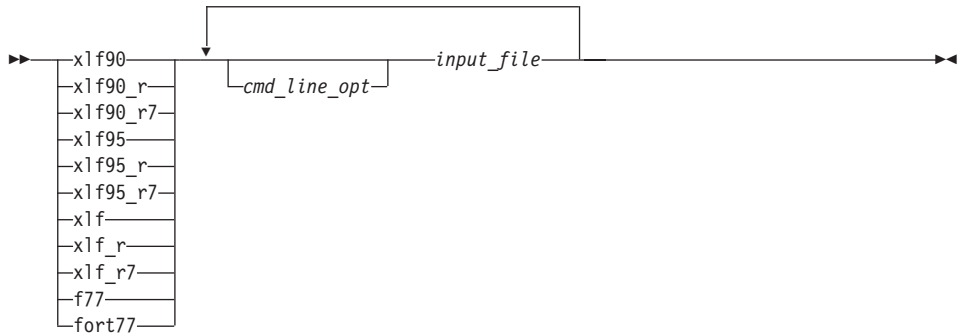 xlf90 input_file
xlf90_r cmd_line_opt
xlf90_r7
xlf95
xlf95_r
xlf95_r7
xlf
xlf_r
xlf_r7
f77
fort77